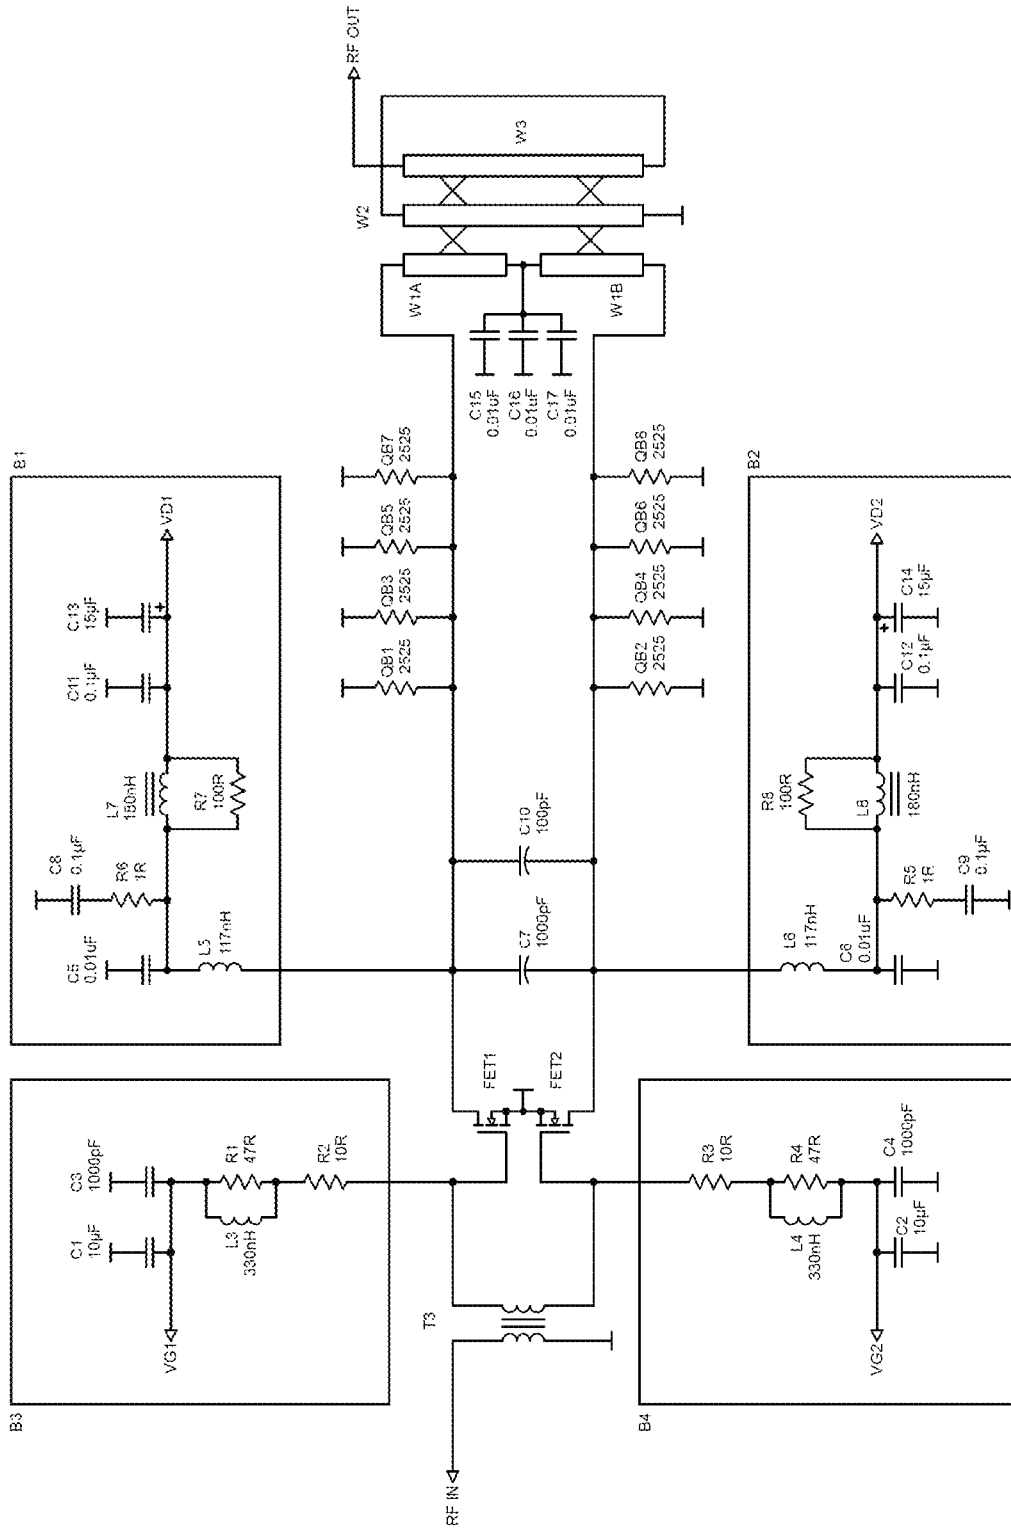 B1
C5
0.01uF
C8
0.1µF
R6
1R
L5
117nH
L7
180nH
R7
100R
C11
0.1µF
C13
15µF
+
VD1
B3
C1
10µF
C3
1000pF
VG1
L3
330nH
R1
47R
R2
10R
RF IN
T3
FET1
FET2
C7
1000pF
C10
100pF
QB1
2525
QB3
2525
QB5
2525
QB7
2525
QB2
2525
QB4
2525
QB6
2525
QB8
2525
C15
0.01uF
C16
0.01uF
C17
0.01uF
W1A
W1B
W2
W3
RF OUT
B4
R3
10R
R4
47R
L4
330nH
VG2
C2
10µF
C4
1000pF
B2
L6
117nH
C6
0.01uF
R5
1R
C9
0.1µF
R8
100R
L8
180nH
C12
0.1µF
C14
15µF
+
VD2